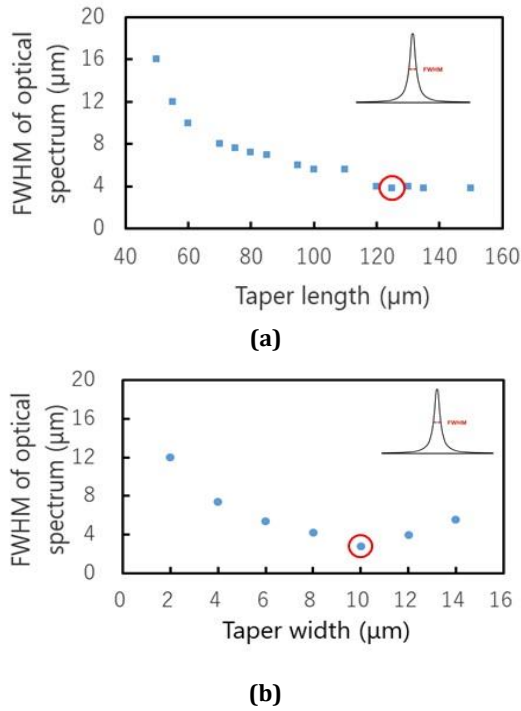 20
16
12
8
4
0
FWHM of optical
spectrum (μm)
FWHM
40 60 80 100 120 140 160
Taper length (μm)
(a)
20
16
12
8
4
0
FWHM of optical
spectrum (μm)
FWHM
0 2 4 6 8 10 12 14 16
Taper width (μm)
(b)